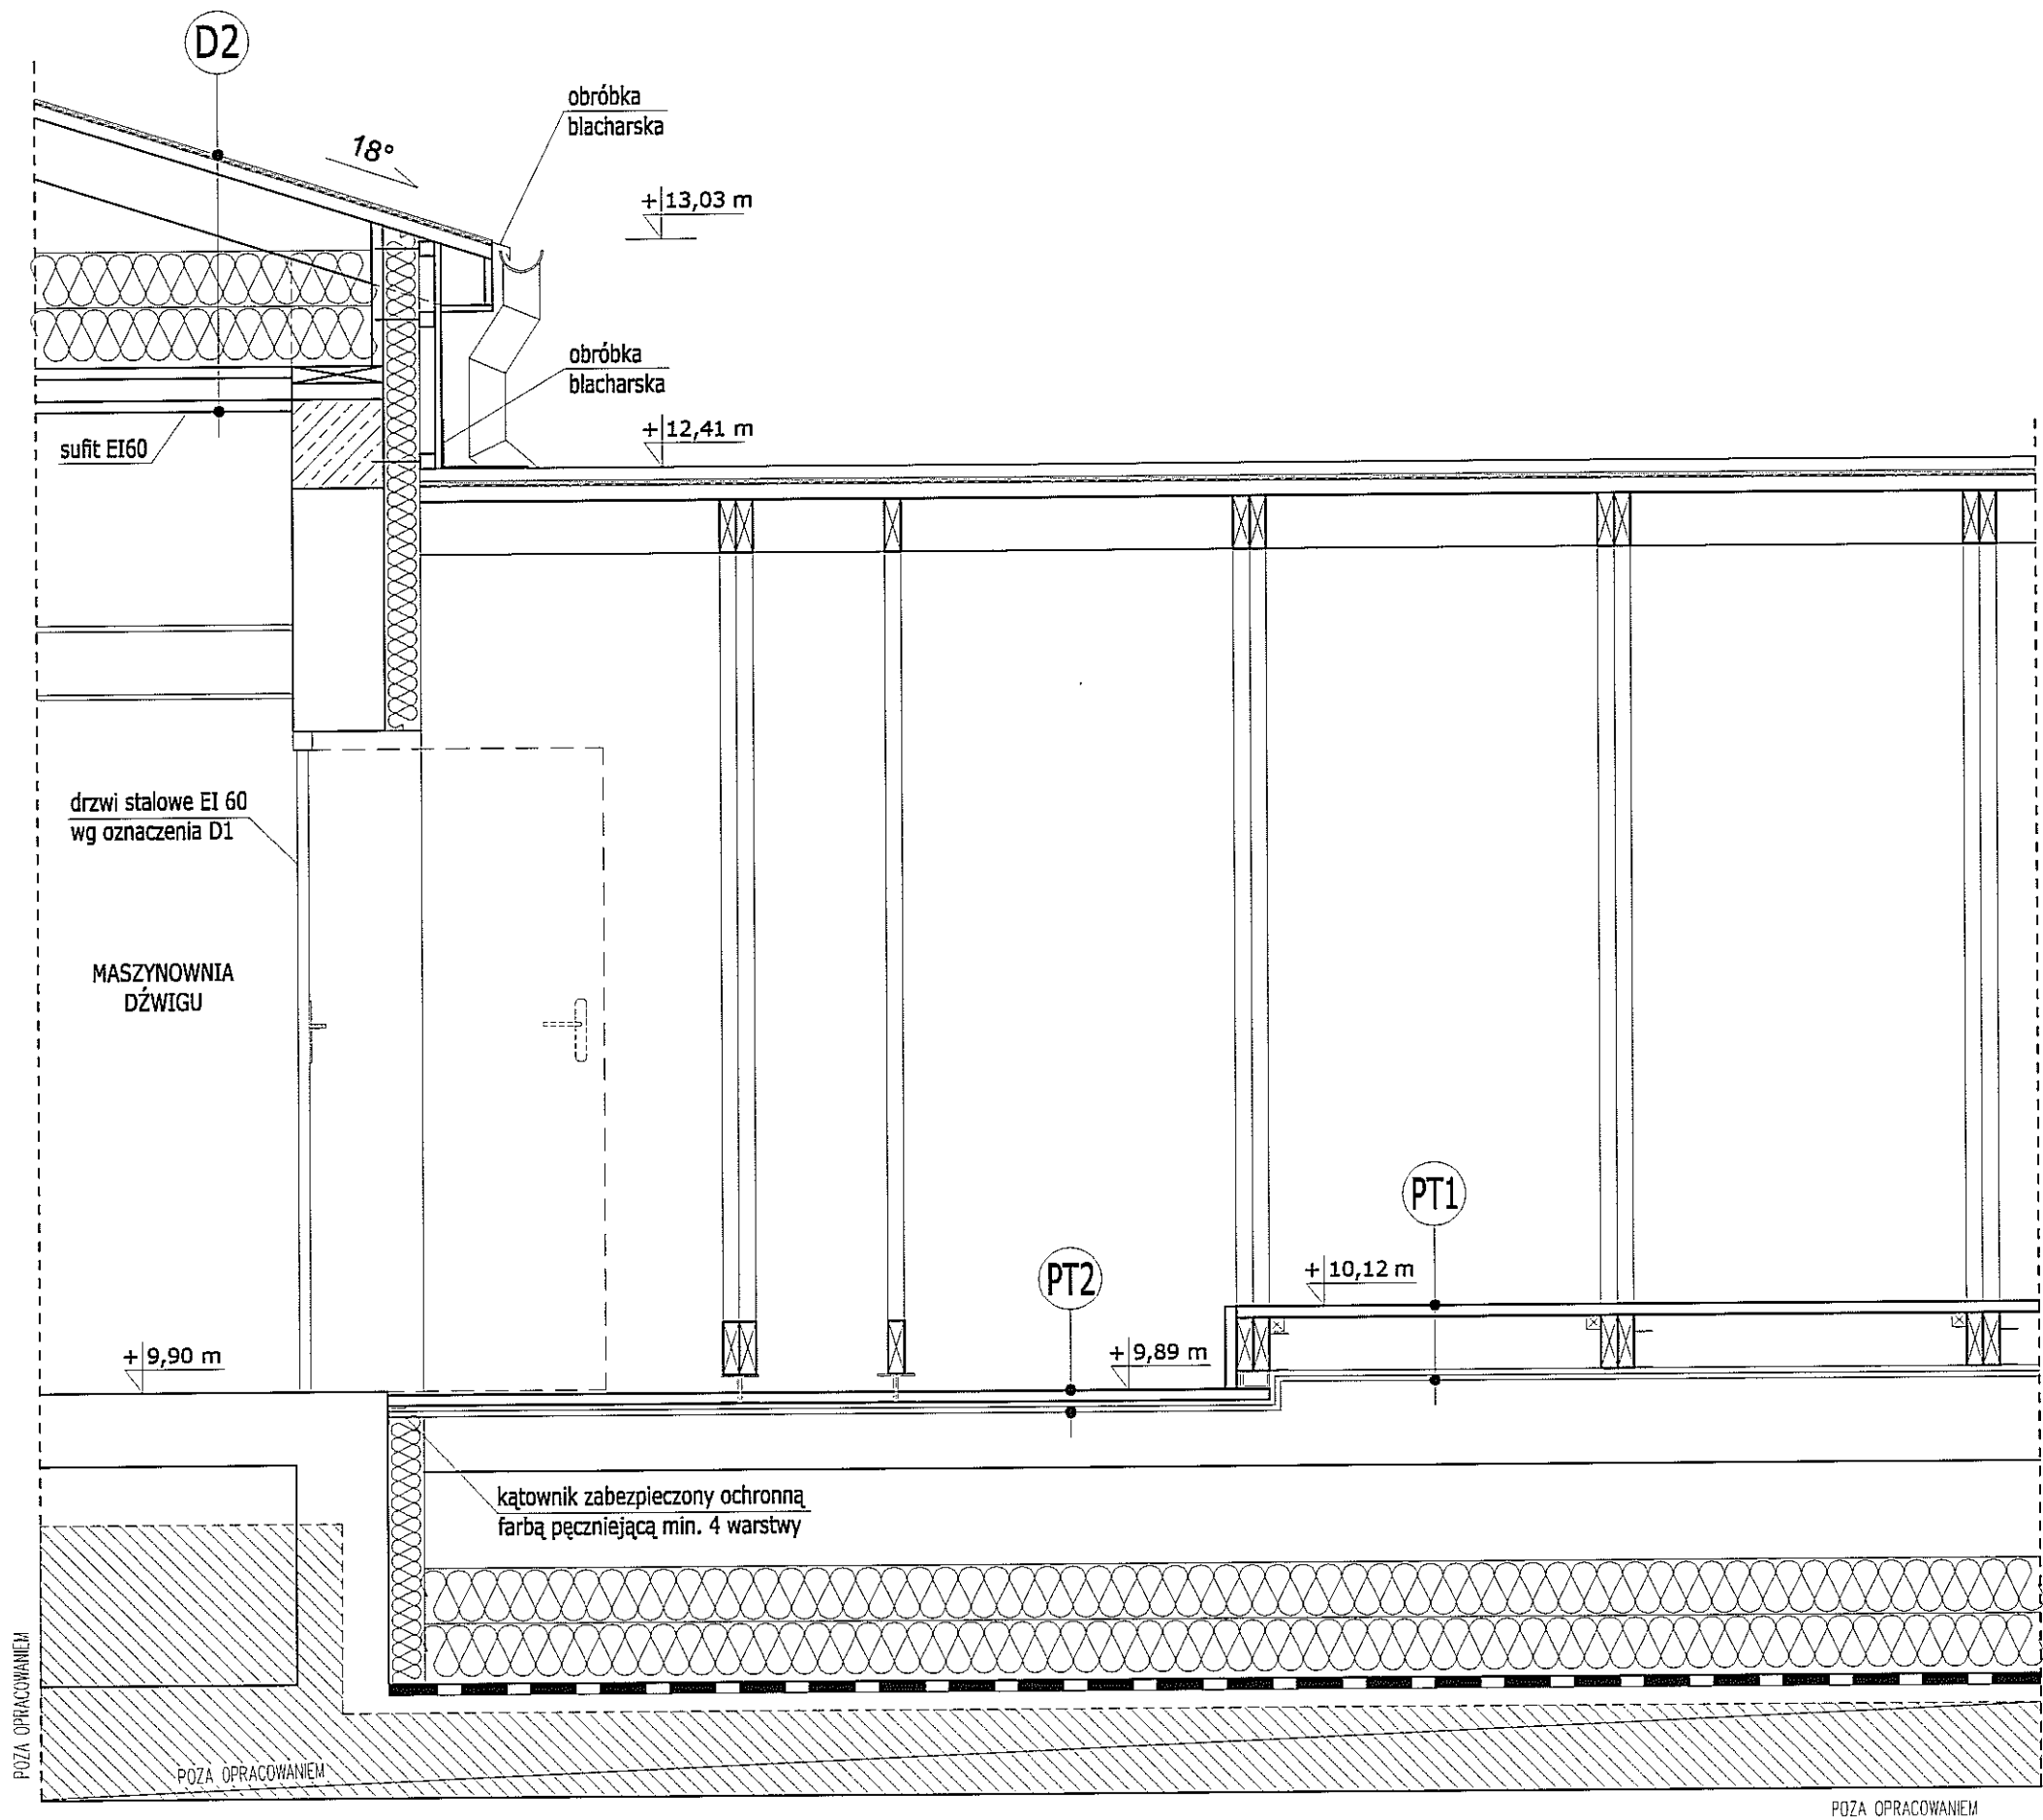 D2
obróbka
blacharska
18°
+13,03 m
obróbka
blacharska
+12,41 m
sufit EI60
drzwi stalowe EI 60
wg oznaczenia D1
MASZYNOWNIA
DŹWIGU
PT1
PT2
+10,12 m
+9,90 m
+9,89 m
kątownik zabezpieczony ochronną
farbą pęczniejącą min. 4 warstwy
POZA OPRACOWANIEM
POZA OPRACOWANIEM
POZA OPRACOWANIEM